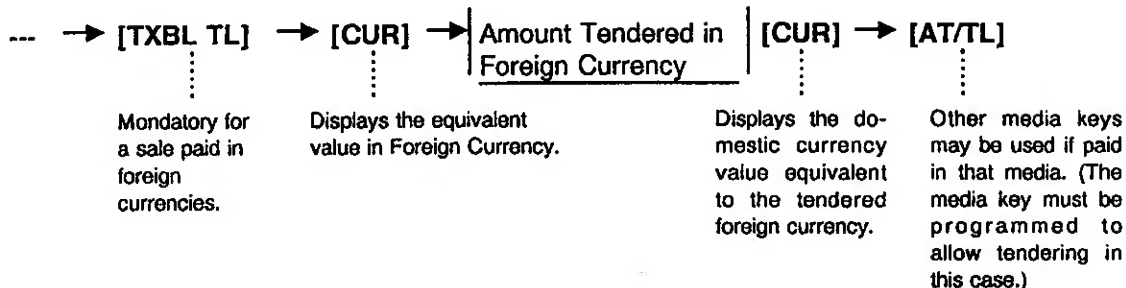 --- → [TXBL TL] → [CUR] → Amount Tendered in Foreign Currency [CUR] → [AT/TL]
Mondatory for
a sale paid in
foreign
currencies.
Displays the equivalent
value in Foreign Currency.
Displays the do-
mestic currency
value equivalent
to the tendered
foreign currency.
Other media keys
may be used if paid
in that media. (The
media key must be
programmed to
allow tendering in
this case.)